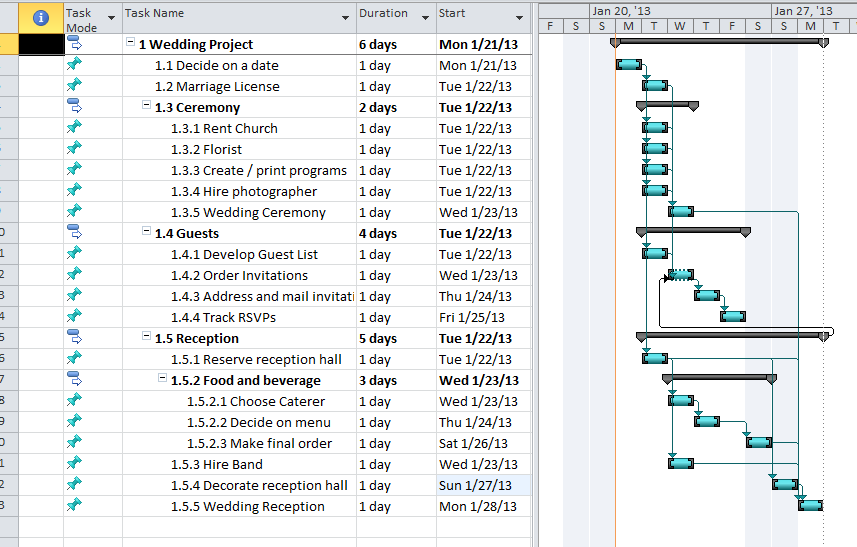 Task Mode Task Name Duration Start Jan 20, '13 Jan 27, '13
F S S M T W T F S S M T
1 Wedding Project 6 days Mon 1/21/13
1.1 Decide on a date 1 day Mon 1/21/13
1.2 Marriage License 1 day Tue 1/22/13
1.3 Ceremony 2 days Tue 1/22/13
1.3.1 Rent Church 1 day Tue 1/22/13
1.3.2 Florist 1 day Tue 1/22/13
1.3.3 Create / print programs 1 day Tue 1/22/13
1.3.4 Hire photographer 1 day Tue 1/22/13
1.3.5 Wedding Ceremony 1 day Wed 1/23/13
1.4 Guests 4 days Tue 1/22/13
1.4.1 Develop Guest List 1 day Tue 1/22/13
1.4.2 Order Invitations 1 day Wed 1/23/13
1.4.3 Address and mail invitati 1 day Thu 1/24/13
1.4.4 Track RSVPs 1 day Fri 1/25/13
1.5 Reception 5 days Tue 1/22/13
1.5.1 Reserve reception hall 1 day Tue 1/22/13
1.5.2 Food and beverage 3 days Wed 1/23/13
1.5.2.1 Choose Caterer 1 day Wed 1/23/13
1.5.2.2 Decide on menu 1 day Thu 1/24/13
1.5.2.3 Make final order 1 day Sat 1/26/13
1.5.3 Hire Band 1 day Wed 1/23/13
1.5.4 Decorate reception hall 1 day Sun 1/27/13
1.5.5 Wedding Reception 1 day Mon 1/28/13